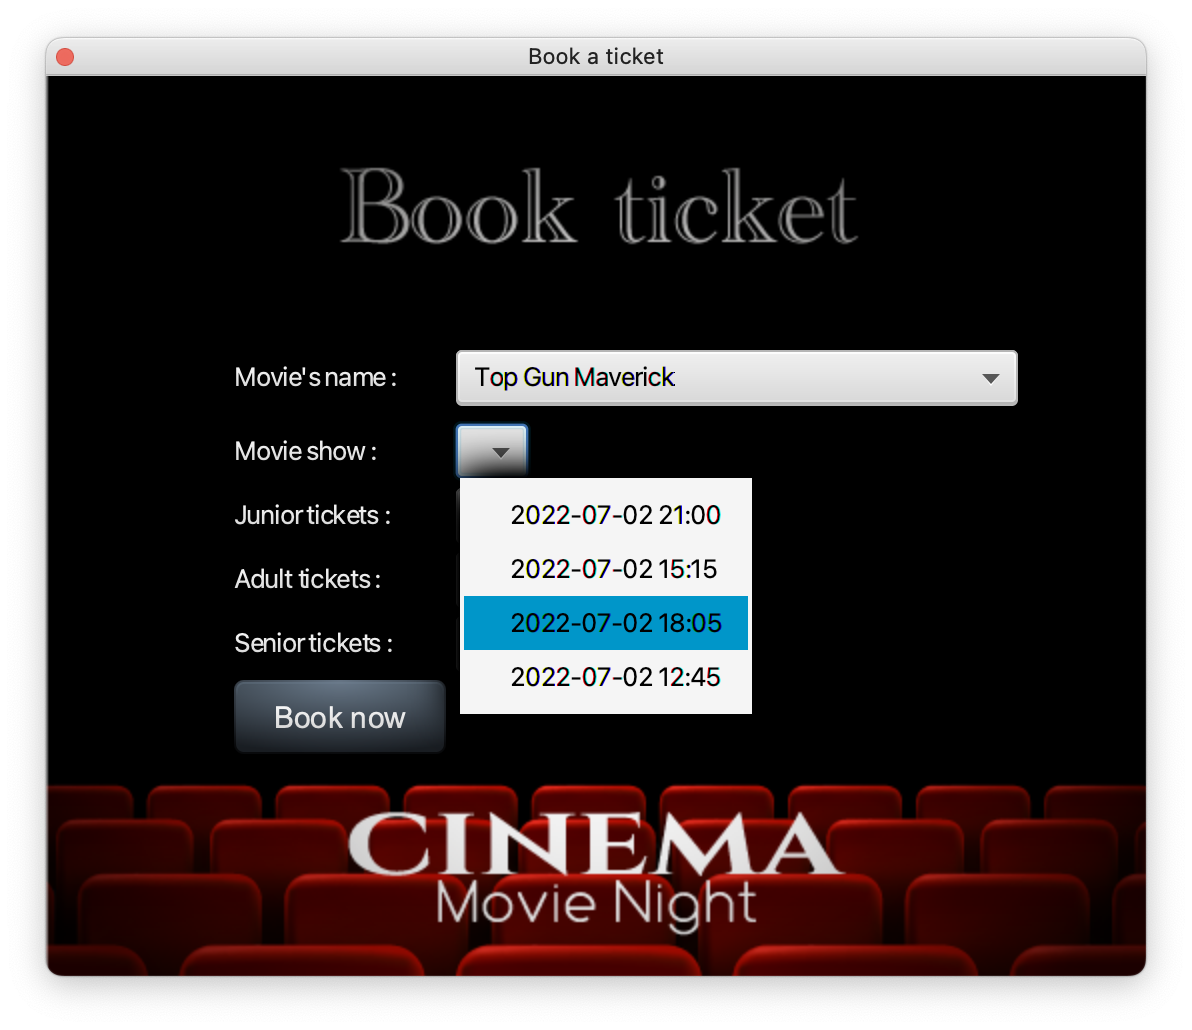 Book a ticket
Book ticket
Movie's name :
Top Gun Maverick
Movie show :
Junior tickets :
2022-07-02 21:00
2022-07-02 15:15
Adult tickets :
2022-07-02 18:05
Senior tickets :
2022-07-02 12:45
Book now
CINEMA
Movie Night